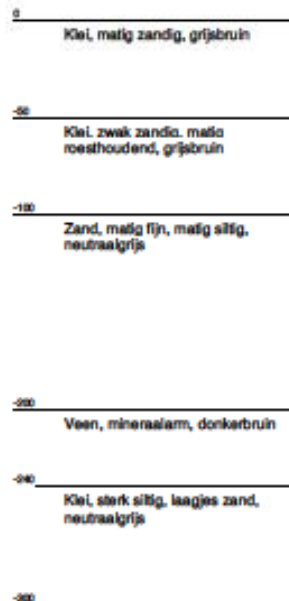 0
Klei, matig zandig, grijsbruin
-50
Klei, zwak zandig, matig
roesthoudend, grijsbruin
-100
Zand, matig fijn, matig siltig,
neutraalgrijs
-200
Veen, mineraalarm, donkerbruin
-240
Klei, sterk siltig, laagjes zand,
neutraalgrijs
-300